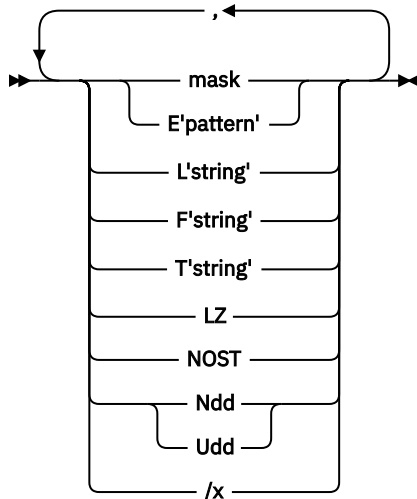 ,
mask
E'pattern'
L'string'
F'string'
T'string'
LZ
NOST
Ndd
Udd
/x